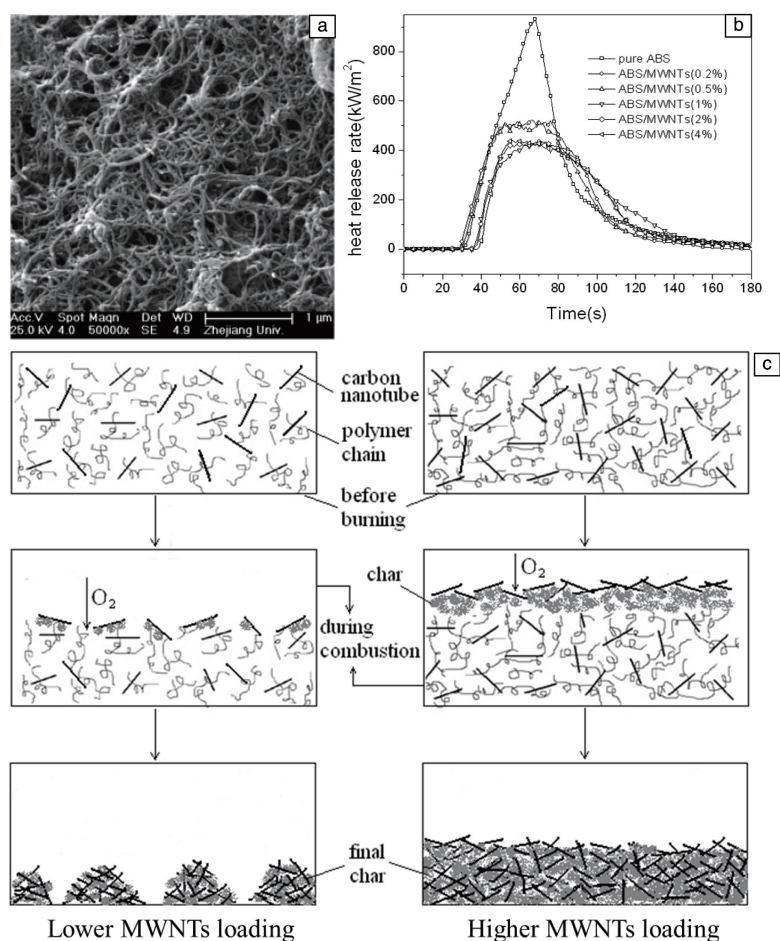 a
Acc.V Spot Magn Det WD 1 µm
25.0 kV 4.0 50000x SE 4.9 Zhejiang Univ.
b
heat release rate(kW/m²)
800
600
400
200
0
pure ABS
ABS/MWNTs(0.2%)
ABS/MWNTs(0.5%)
ABS/MWNTs(1%)
ABS/MWNTs(2%)
ABS/MWNTs(4%)
0 20 40 60 80 100 120 140 160 180
Time(s)
c
carbon
nanotube
polymer
chain
before
burning
O₂
char
O₂
during
combustion
final
char
Lower MWNTs loading
Higher MWNTs loading